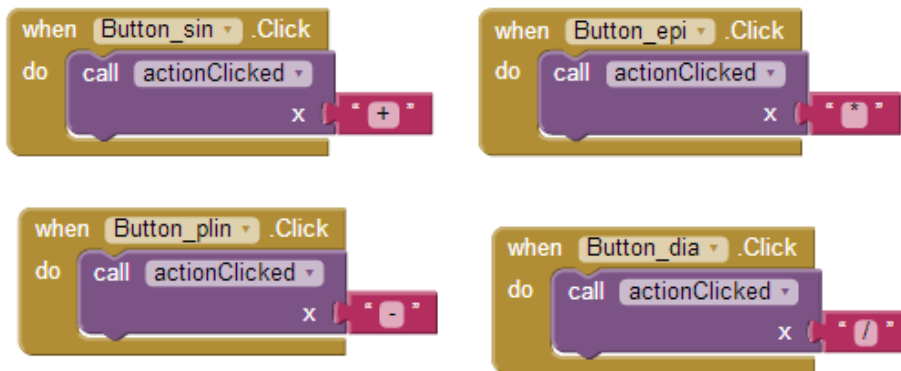 when Button_sin .Click
do call actionClicked
x " + "
when Button_epi .Click
do call actionClicked
x " * "
when Button_plin .Click
do call actionClicked
x " - "
when Button_dia .Click
do call actionClicked
x " / "